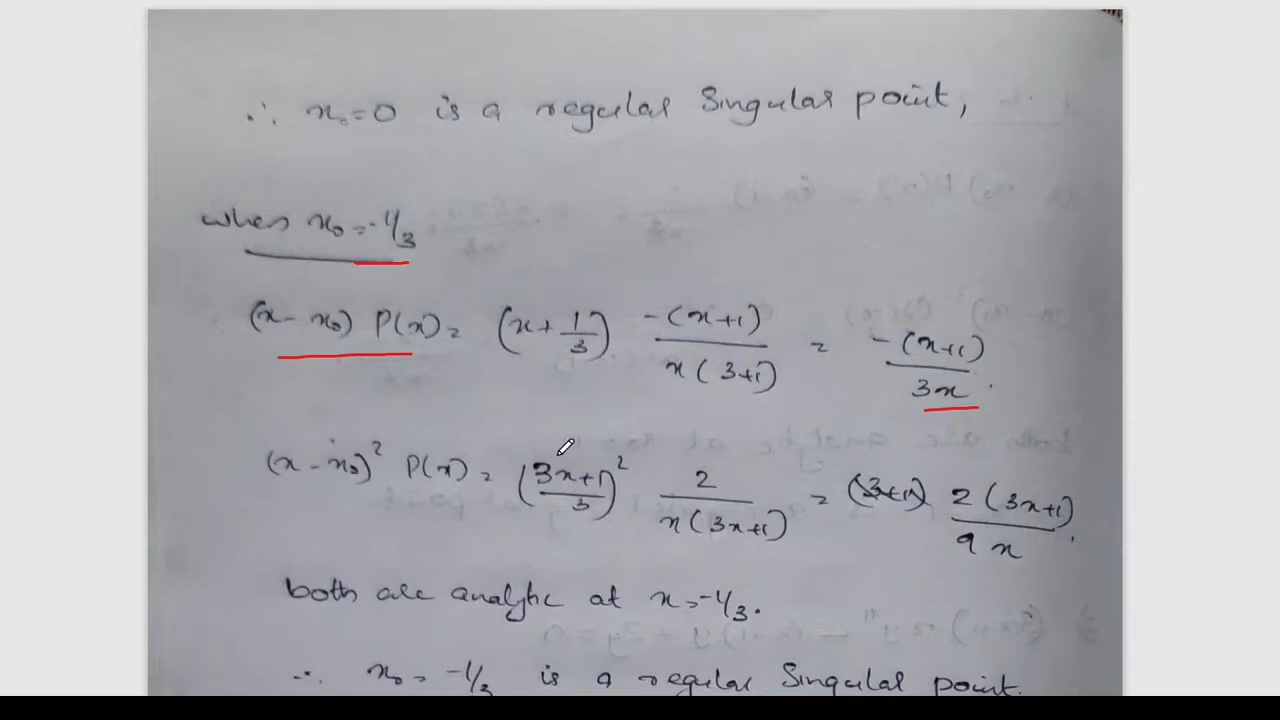 ∴ x₀=0 is a regular Singular point,
when x₀ = -1/3
(x - x₀) P(x) = (x + 1/3) -(x+1)/x(3+1) = -(x+1)/3x.
(x - x₀)² P(x) = (3x+1/3)² 2/x(3x+1) = 2(3x+1)/9x.
both are analytic at x = -1/3.
∴ x₀ = -1/3 is a regular Singular point.